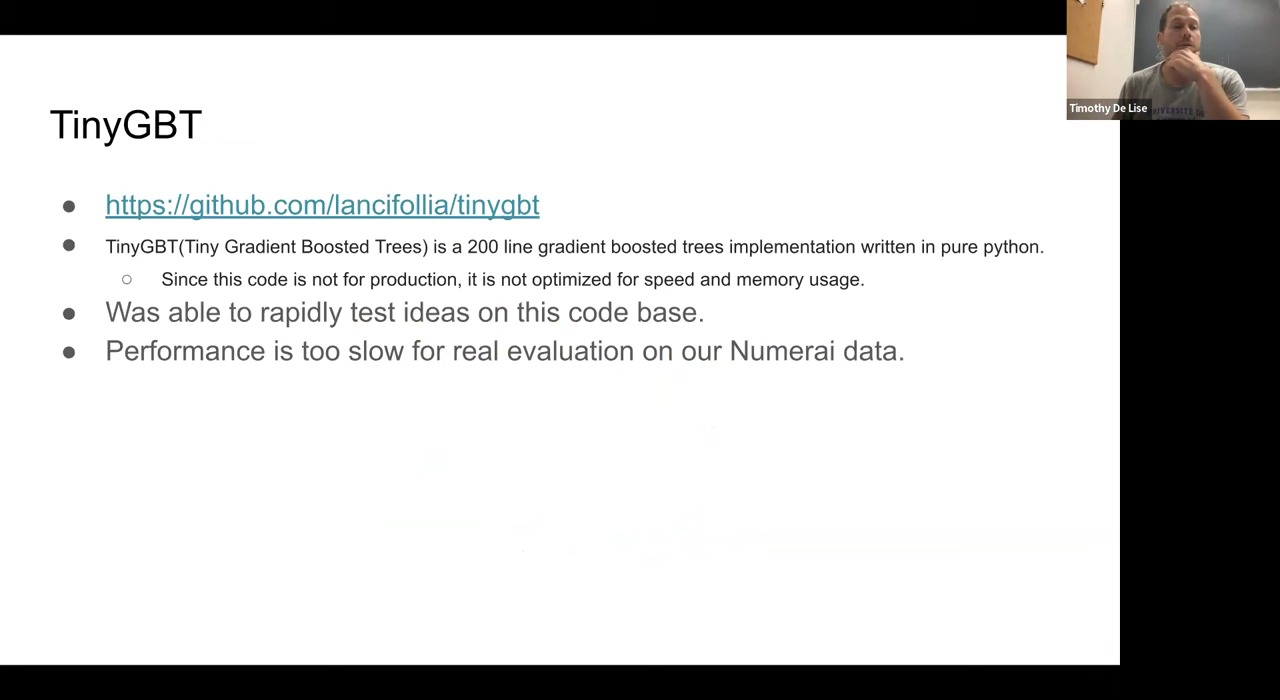 TinyGBT
https://github.com/lancifollia/tinygbt
TinyGBT(Tiny Gradient Boosted Trees) is a 200 line gradient boosted trees implementation written in pure python.
Since this code is not for production, it is not optimized for speed and memory usage.
Was able to rapidly test ideas on this code base.
Performance is too slow for real evaluation on our Numerai data.
Timothy De Lise